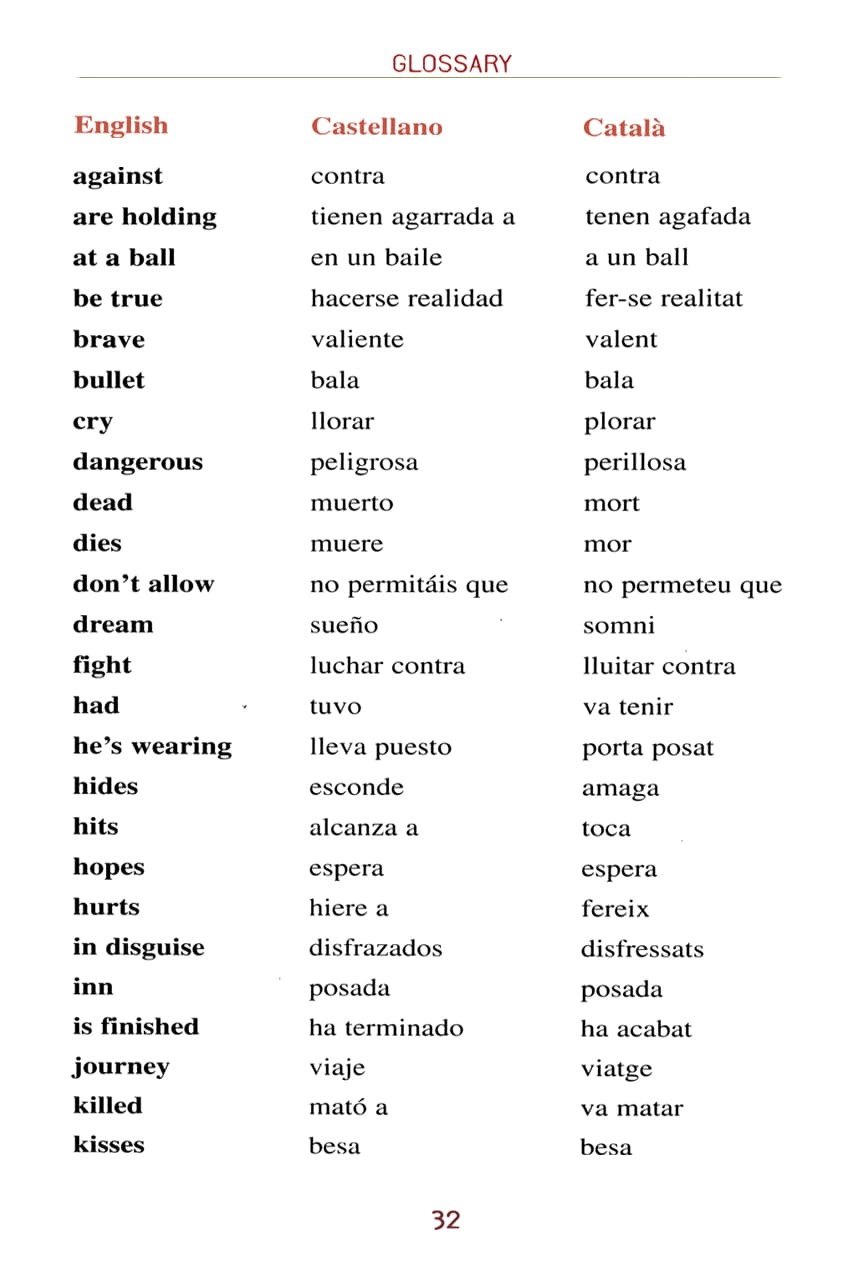 GLOSSARY
English Castellano Català
against contra contra
are holding tienen agarrada a tenen agafada
at a ball en un baile a un ball
be true hacerse realidad fer-se realitat
brave valiente valent
bullet bala bala
cry llorar plorar
dangerous peligrosa perillosa
dead muerto mort
dies muere mor
don't allow no permitáis que no permeteu que
dream sueño somni
fight luchar contra lluitar contra
had tuvo va tenir
he's wearing lleva puesto porta posat
hides esconde amaga
hits alcanza a toca
hopes espera espera
hurts hiere a fereix
in disguise disfrazados disfressats
inn posada posada
is finished ha terminado ha acabat
journey viaje viatge
killed mató a va matar
kisses besa besa
32